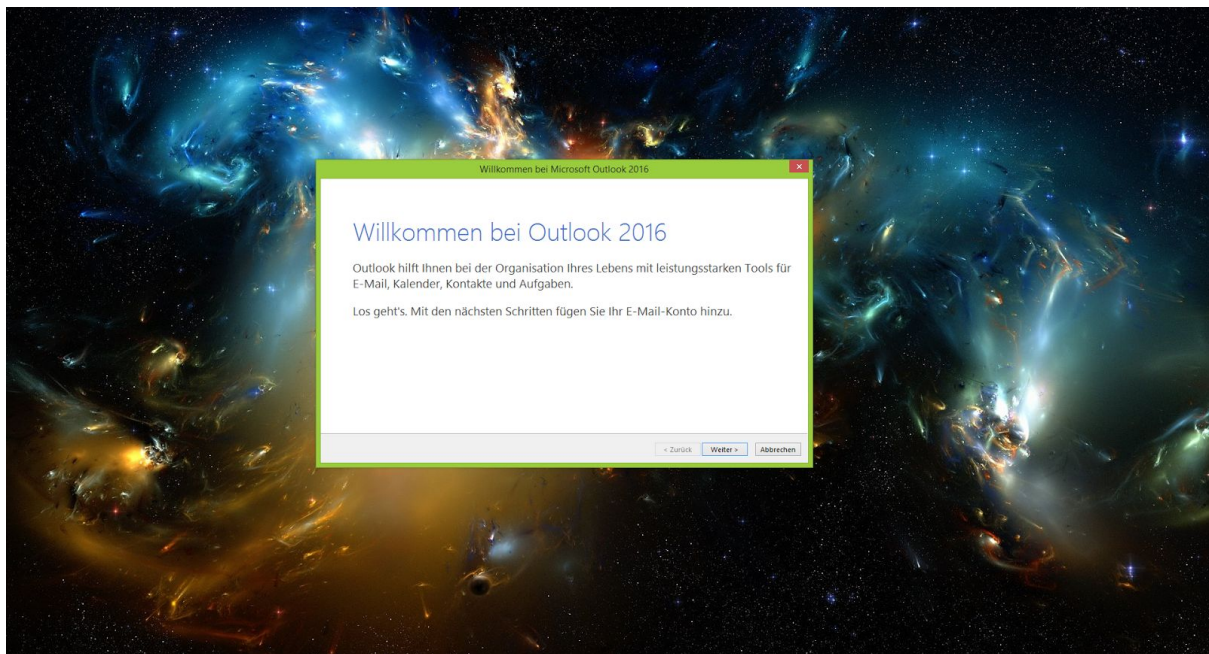 Willkommen bei Microsoft Outlook 2016
Willkommen bei Outlook 2016
Outlook hilft Ihnen bei der Organisation Ihres Lebens mit leistungsstarken Tools für
E-Mail, Kalender, Kontakte und Aufgaben.
Los geht's. Mit den nächsten Schritten fügen Sie Ihr E-Mail-Konto hinzu.
< Zurück Weiter > Abbrechen